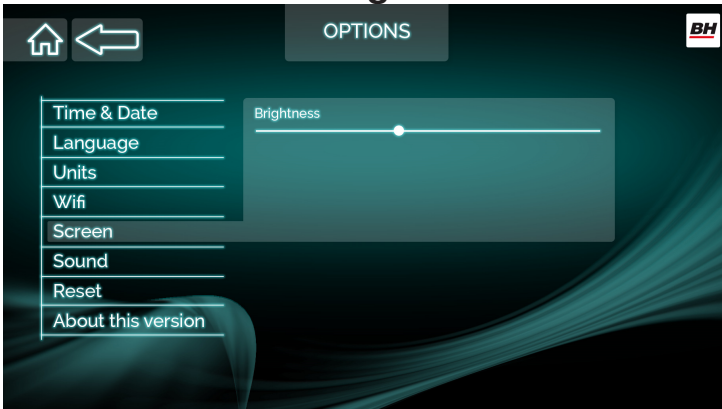 OPTIONS
BH
Time & Date
Brightness
Language
Units
Wifi
Screen
Sound
Reset
About this version